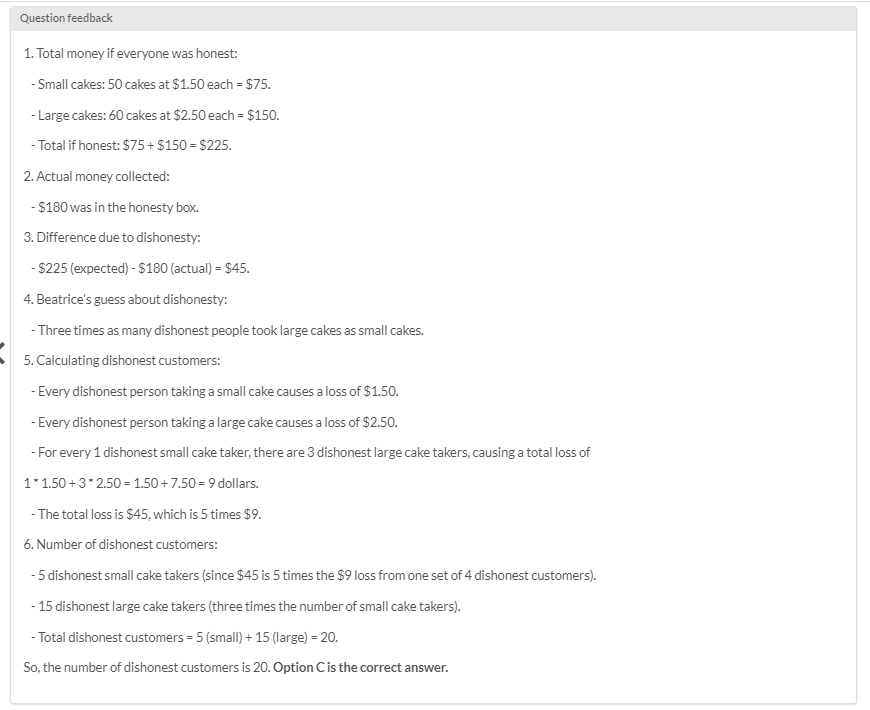 Question feedback
1. Total money if everyone was honest:
- Small cakes: 50 cakes at $1.50 each = $75.
- Large cakes: 60 cakes at $2.50 each = $150.
- Total if honest: $75 + $150 = $225.
2. Actual money collected:
- $180 was in the honesty box.
3. Difference due to dishonesty:
- $225 (expected) - $180 (actual) = $45.
4. Beatrice's guess about dishonesty:
- Three times as many dishonest people took large cakes as small cakes.
5. Calculating dishonest customers:
- Every dishonest person taking a small cake causes a loss of $1.50.
- Every dishonest person taking a large cake causes a loss of $2.50.
- For every 1 dishonest small cake taker, there are 3 dishonest large cake takers, causing a total loss of
1 * 1.50 + 3 * 2.50 = 1.50 + 7.50 = 9 dollars.
- The total loss is $45, which is 5 times $9.
6. Number of dishonest customers:
- 5 dishonest small cake takers (since $45 is 5 times the $9 loss from one set of 4 dishonest customers).
- 15 dishonest large cake takers (three times the number of small cake takers).
- Total dishonest customers = 5 (small) + 15 (large) = 20.
So, the number of dishonest customers is 20. Option C is the correct answer.